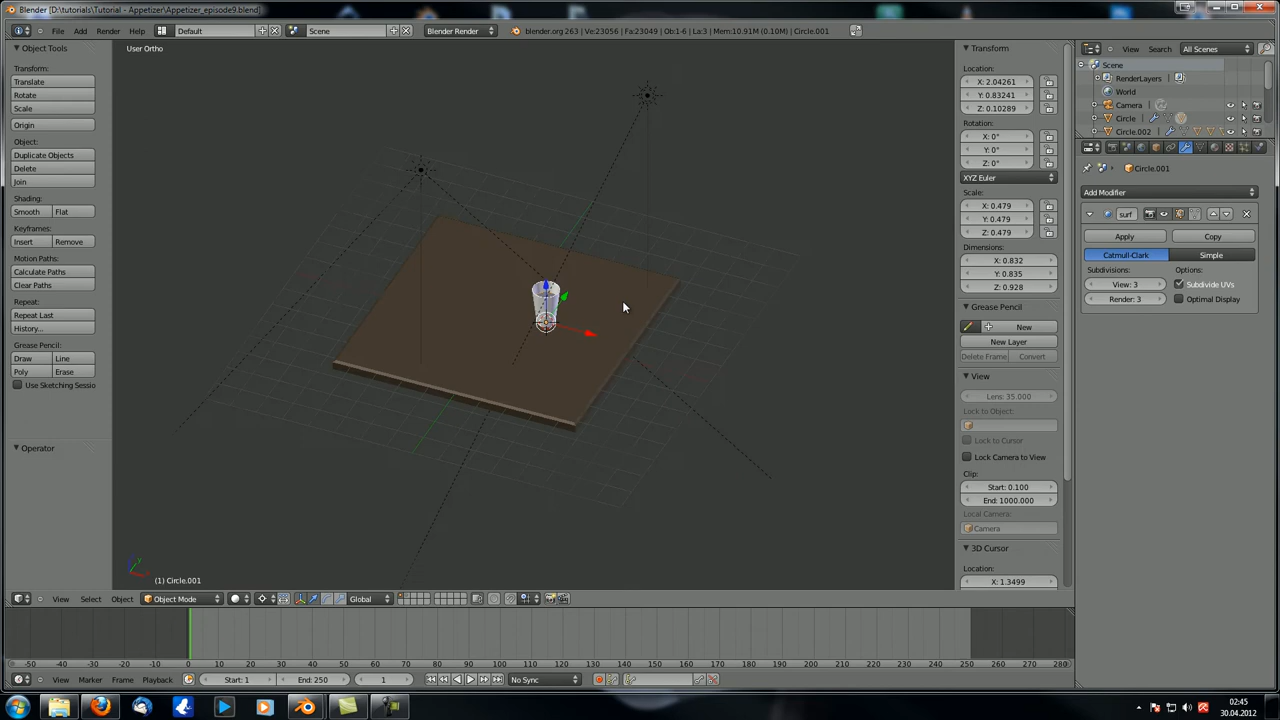 Blender [D:\tutorials\Tutorial - Appetizer\Appetizer_episode9.blend]
File Add Render Help Default Scene Blender Render blender.org 263 | Ve:23056 | Fa:23049 | Ob:1-6 | La:3 | Mem:10.91M (0.10M) | Circle.001
Object Tools
Transform:
Translate
Rotate
Scale
Origin
Object:
Duplicate Objects
Delete
Join
Shading:
Smooth Flat
Keyframes:
Insert Remove
Motion Paths:
Calculate Paths
Clear Paths
Repeat:
Repeat Last
History...
Grease Pencil:
Draw Line
Poly Erase
Use Sketching Sessio
Operator
User Ortho
(1) Circle.001
Transform
Location:
X: 2.04261
Y: 0.83241
Z: 0.10289
Rotation:
X: 0°
Y: 0°
Z: 0°
XYZ Euler
Scale:
X: 0.479
Y: 0.479
Z: 0.479
Dimensions:
X: 0.832
Y: 0.835
Z: 0.928
Grease Pencil
New
New Layer
Delete Frame Convert
View
Lens: 35.000
Lock to Object:
Lock to Cursor
Lock Camera to View
Clip:
Start: 0.100
End: 1000.000
Local Camera:
Camera
3D Cursor
Location:
X: 1.3499
View Search All Scenes
Scene
RenderLayers
World
Camera
Circle
Circle.002
Circle.001
Add Modifier
surf
Apply Copy
Catmull-Clark Simple
Subdivisions: Options:
View: 3 Subdivide UVs
Render: 3 Optimal Display
View Select Object Object Mode Global
-50 -40 -30 -20 -10 0 10 20 30 40 50 60 70 80 90 100 110 120 130 140 150 160 170 180 190 200 210 220 230 240 250 260 270 280
View Marker Frame Playback Start: 1 End: 250 1 No Sync
02:45
30.04.2012